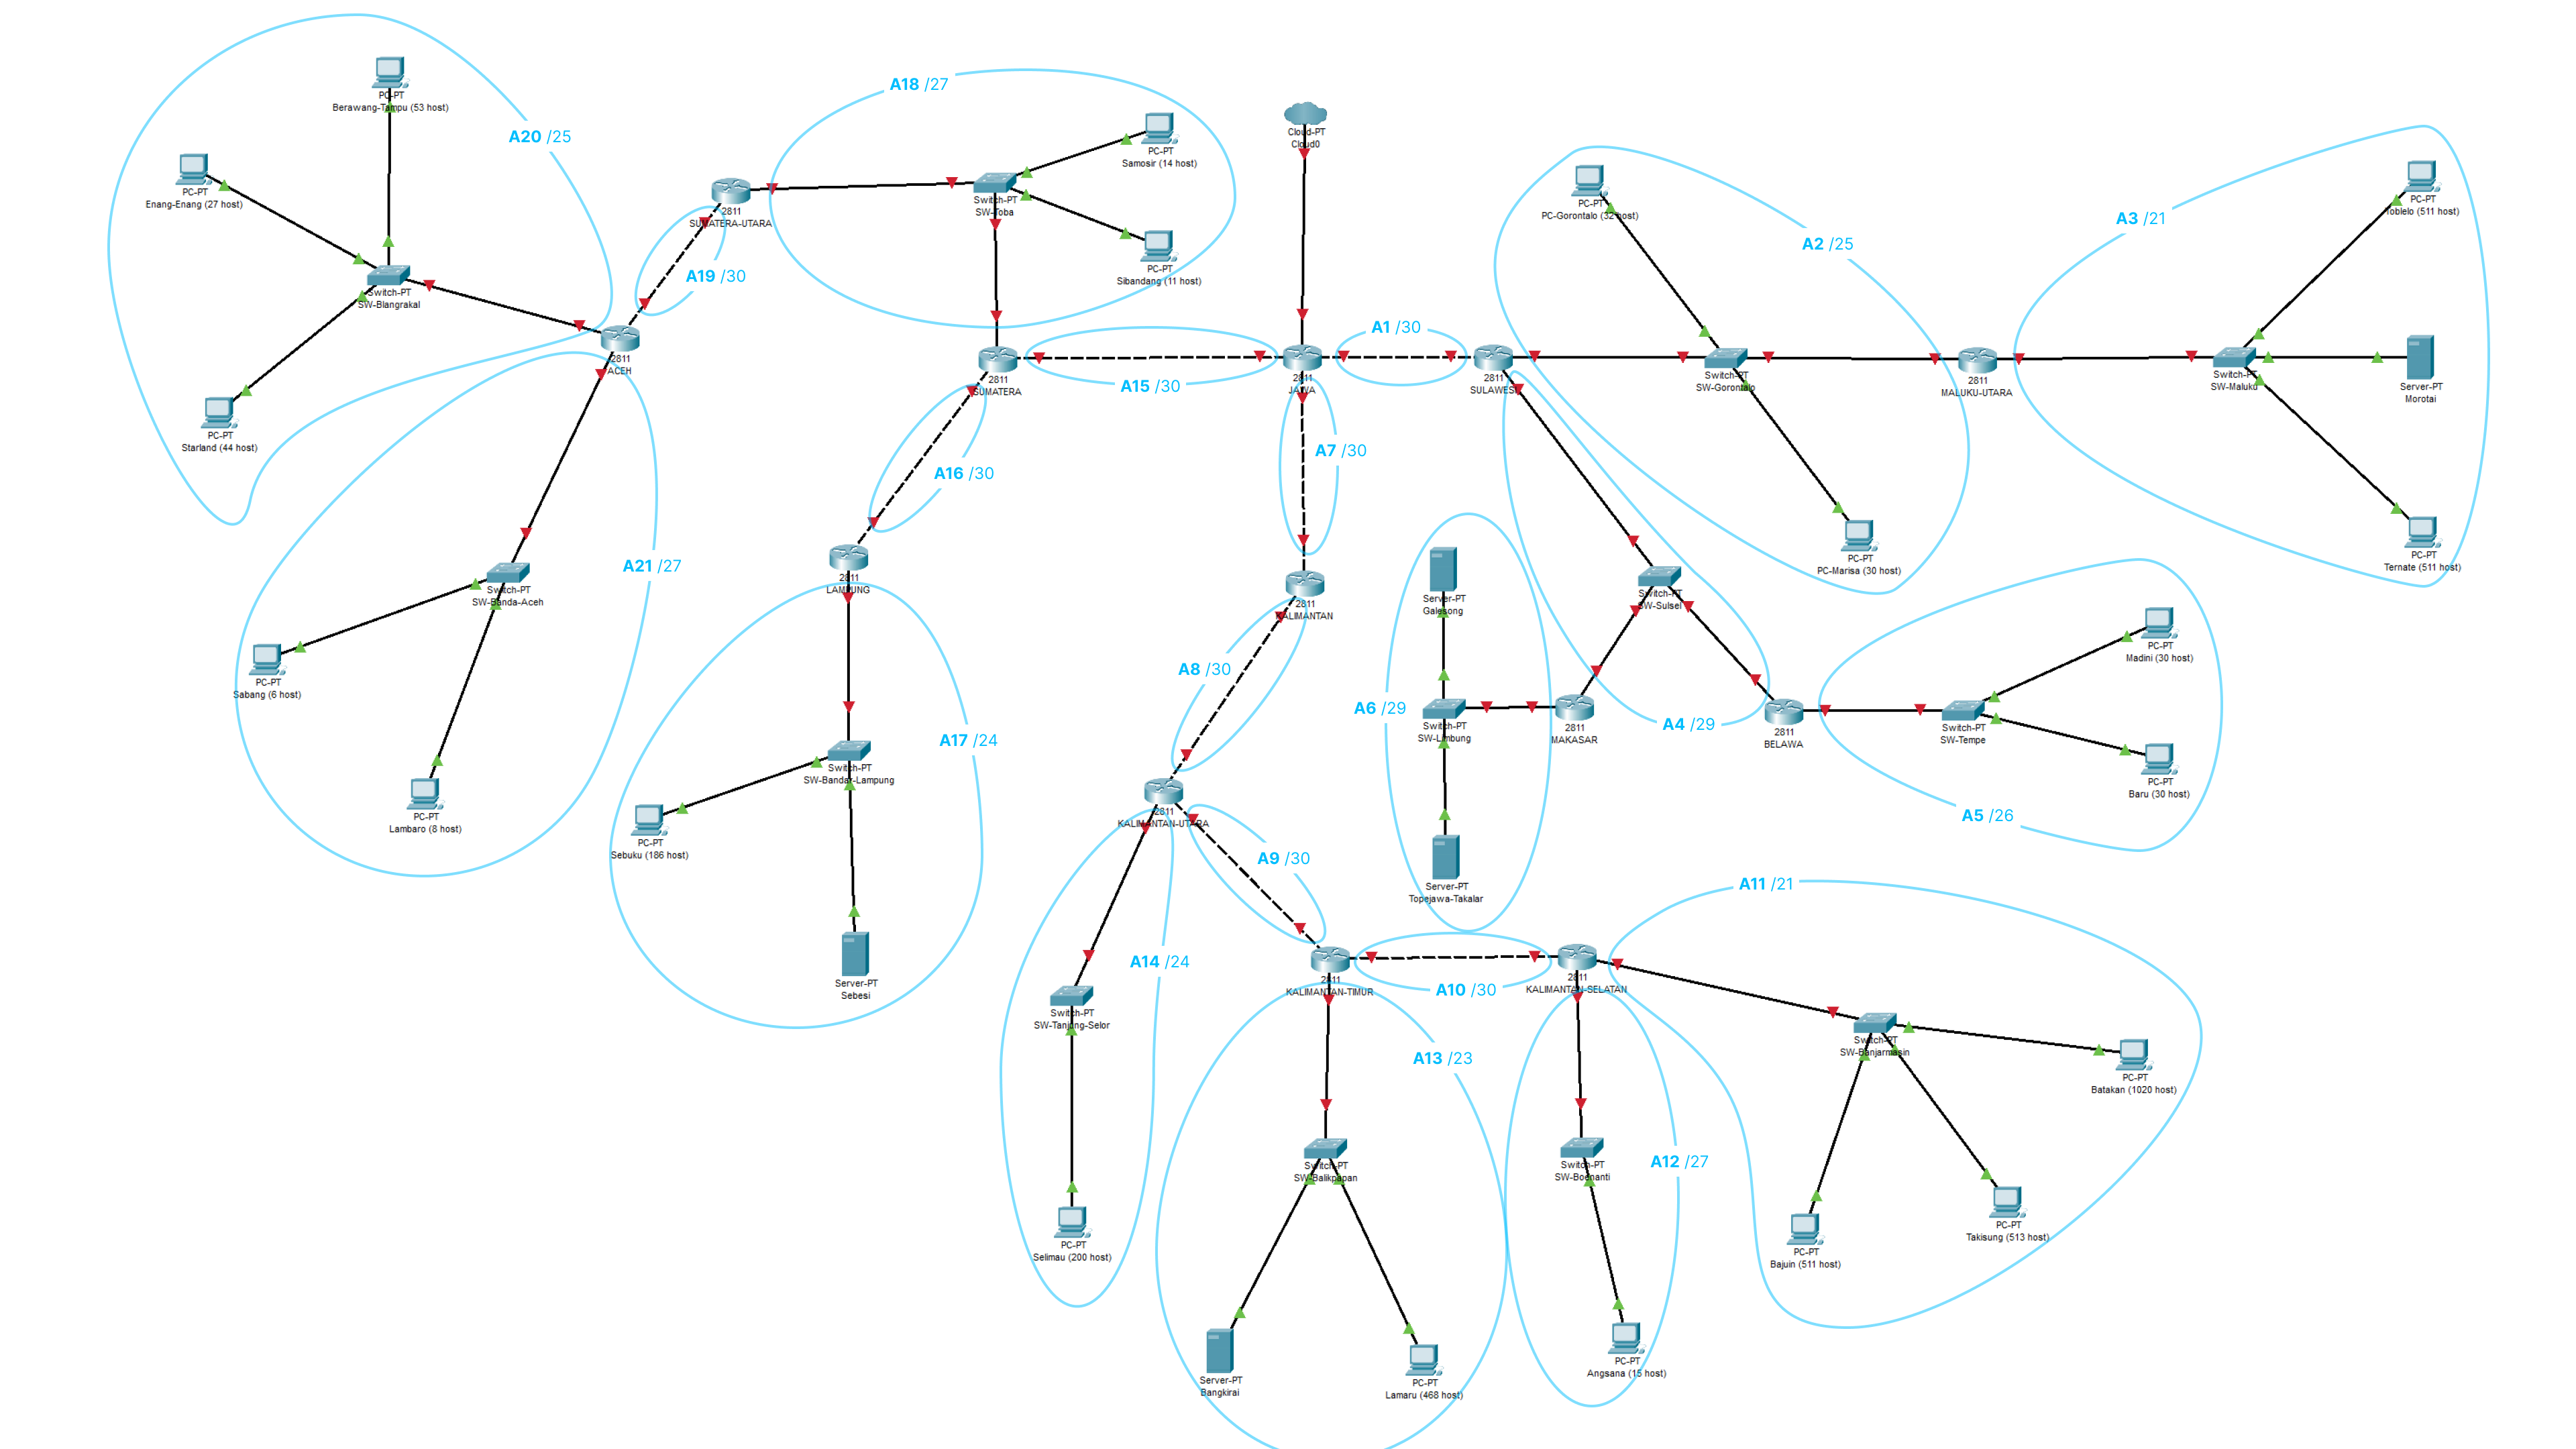 PC-PT
Berawang-Tampu (53 host)
A20 /25
PC-PT
Enang-Enang (27 host)
Switch-PT
SW-Blangrakal
PC-PT
Starland (44 host)
2811
ACEH
A19 /30
2811
SUMATERA-UTARA
A18 /27
Switch-PT
SW-Toba
PC-PT
Samosir (14 host)
PC-PT
Sibandang (11 host)
Cloud-PT
Cloud0
2811
SUMATERA
A15 /30
2811
JAWA
A1 /30
2811
SULAWESI
PC-PT
PC-Gorontalo (32 host)
A2 /25
Switch-PT
SW-Gorontalo
PC-PT
PC-Marisa (30 host)
2811
MALUKU-UTARA
A3 /21
PC-PT
Toblelo (511 host)
Switch-PT
SW-Maluku
Server-PT
Morotai
PC-PT
Ternate (511 host)
A21 /27
Switch-PT
SW-Banda-Aceh
PC-PT
Sabang (6 host)
PC-PT
Lambaro (8 host)
A16 /30
2811
LAMPUNG
A17 /24
Switch-PT
SW-Bandar-Lampung
PC-PT
Sebuku (186 host)
Server-PT
Sebesi
A7 /30
2811
KALIMANTAN
A8 /30
2811
KALIMANTAN-UTARA
A9 /30
A14 /24
Switch-PT
SW-Tanjung-Selor
PC-PT
Selimau (200 host)
Server-PT
Galesong
A6 /29
Switch-PT
SW-Limbung
Server-PT
Topejawa-Takalar
2811
MAKASAR
Switch-PT
SW-Sulsel
A4 /29
2811
BELAWA
Switch-PT
SW-Tempe
PC-PT
Madini (30 host)
PC-PT
Baru (30 host)
A5 /26
2811
KALIMANTAN-TIMUR
A10 /30
2811
KALIMANTAN-SELATAN
A11 /21
A13 /23
Switch-PT
SW-Balikpapan
Server-PT
Bangkirai
PC-PT
Lamaru (468 host)
A12 /27
Switch-PT
SW-Boenanti
PC-PT
Angsana (15 host)
Switch-PT
SW-Banjarmasin
PC-PT
Batakan (1020 host)
PC-PT
Takisung (513 host)
PC-PT
Bajuin (511 host)